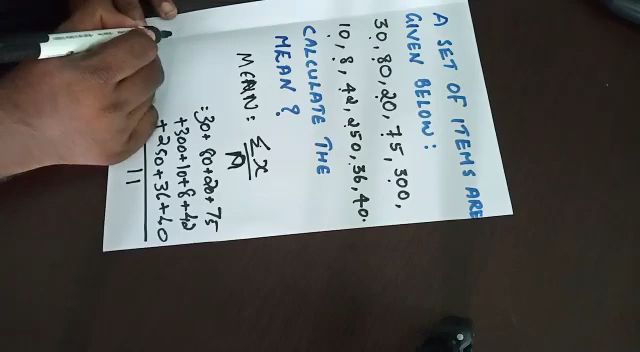 A SET OF ITEMS ARE
GIVEN BELOW:
30, 80, 20, 75, 300,
10, 8, 42, 250, 36, 40.
CALCULATE THE
MEAN?
MEAN: Σx
n
: 30 + 80 + 20 + 75
+ 300 + 10 + 8 + 42
+ 250 + 36 + 40
11